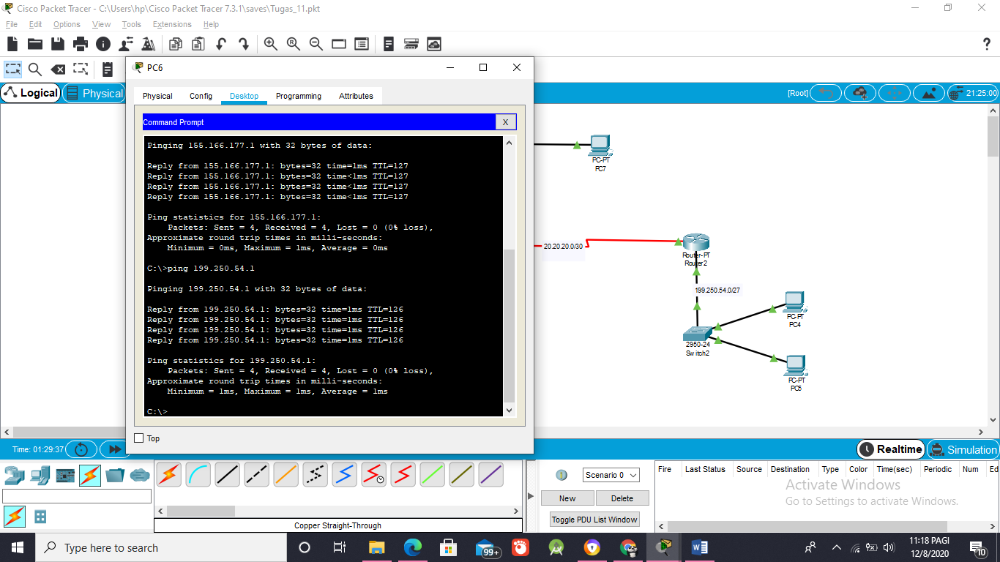 Cisco Packet Tracer - C:\Users\hp\Cisco Packet Tracer 7.3.1\saves\Tugas_11.pkt
File Edit Options View Tools Extensions Help
Logical Physical
[Root] 21:25:00
PC6
Physical Config Desktop Programming Attributes
Command Prompt X
Pinging 155.166.177.1 with 32 bytes of data:
Reply from 155.166.177.1: bytes=32 time=1ms TTL=127
Reply from 155.166.177.1: bytes=32 time<1ms TTL=127
Reply from 155.166.177.1: bytes=32 time<1ms TTL=127
Reply from 155.166.177.1: bytes=32 time<1ms TTL=127
Ping statistics for 155.166.177.1:
Packets: Sent = 4, Received = 4, Lost = 0 (0% loss),
Approximate round trip times in milli-seconds:
Minimum = 0ms, Maximum = 1ms, Average = 0ms
C:\>ping 199.250.54.1
Pinging 199.250.54.1 with 32 bytes of data:
Reply from 199.250.54.1: bytes=32 time=1ms TTL=126
Reply from 199.250.54.1: bytes=32 time=1ms TTL=126
Reply from 199.250.54.1: bytes=32 time=1ms TTL=126
Reply from 199.250.54.1: bytes=32 time=1ms TTL=126
Ping statistics for 199.250.54.1:
Packets: Sent = 4, Received = 4, Lost = 0 (0% loss),
Approximate round trip times in milli-seconds:
Minimum = 1ms, Maximum = 1ms, Average = 1ms
C:\>
Top
PC-PT
PC7
20.20.20.0/30
Router-PT
Router2
199.250.54.0/27
PC-PT
PC4
2950-24
Switch2
PC-PT
PC5
Time: 01:29:37
Realtime Simulation
Scenario 0
New Delete
Toggle PDU List Window
Fire Last Status Source Destination Type Color Time(sec) Periodic Num Ed
Activate Windows
Go to Settings to activate Windows.
Copper Straight-Through
Type here to search
99+
11:18 PAGI
12/8/2020
10